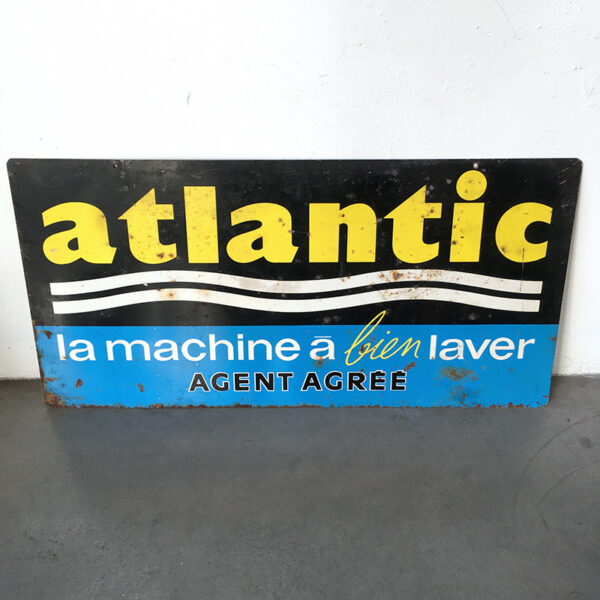 atlantic
la machine à bien laver
AGENT AGRÉÉ